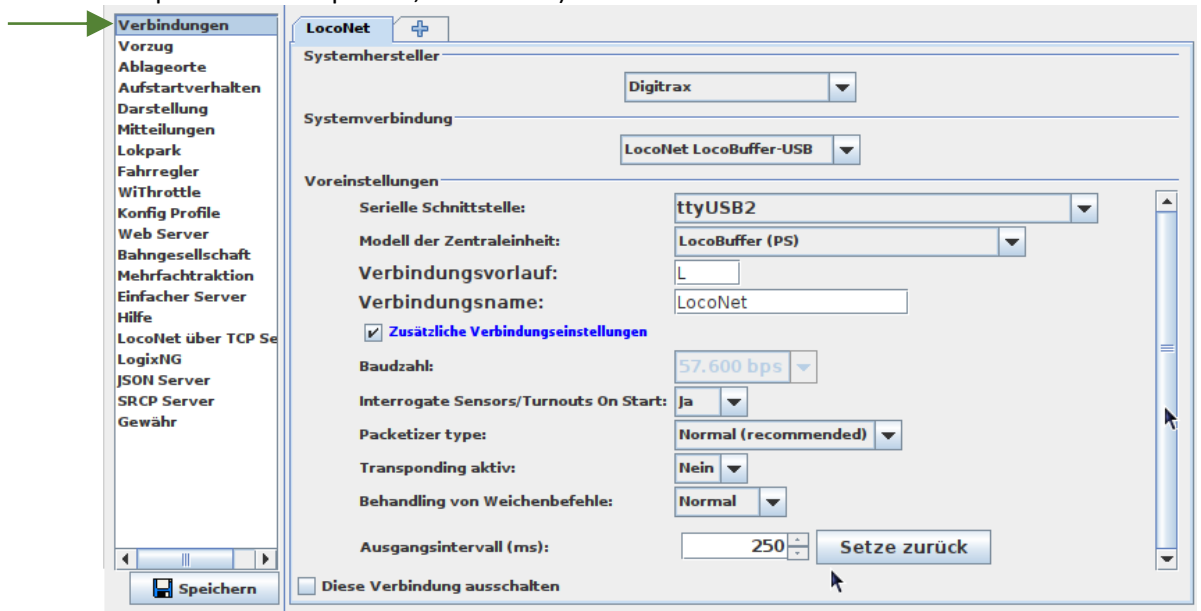 Verbindungen
Vorzug
Ablageorte
Aufstartverhalten
Darstellung
Mitteilungen
Lokpark
Fahrregler
WiThrottle
Konfig Profile
Web Server
Bahngesellschaft
Mehrfachtraktion
Einfacher Server
Hilfe
LocoNet über TCP Se
LogixNG
JSON Server
SRCP Server
Gewähr
Speichern
LocoNet
Systemhersteller
Digitrax
Systemverbindung
LocoNet LocoBuffer-USB
Voreinstellungen
Serielle Schnittstelle: ttyUSB2
Modell der Zentraleinheit: LocoBuffer (PS)
Verbindungsvorlauf: L
Verbindungsname: LocoNet
Zusätzliche Verbindungseinstellungen
Baudzahl: 57.600 bps
Interrogate Sensors/Turnouts On Start: Ja
Packetizer type: Normal (recommended)
Transponding aktiv: Nein
Behandling von Weichenbefehle: Normal
Ausgangsintervall (ms): 250 Setze zurück
Diese Verbindung ausschalten